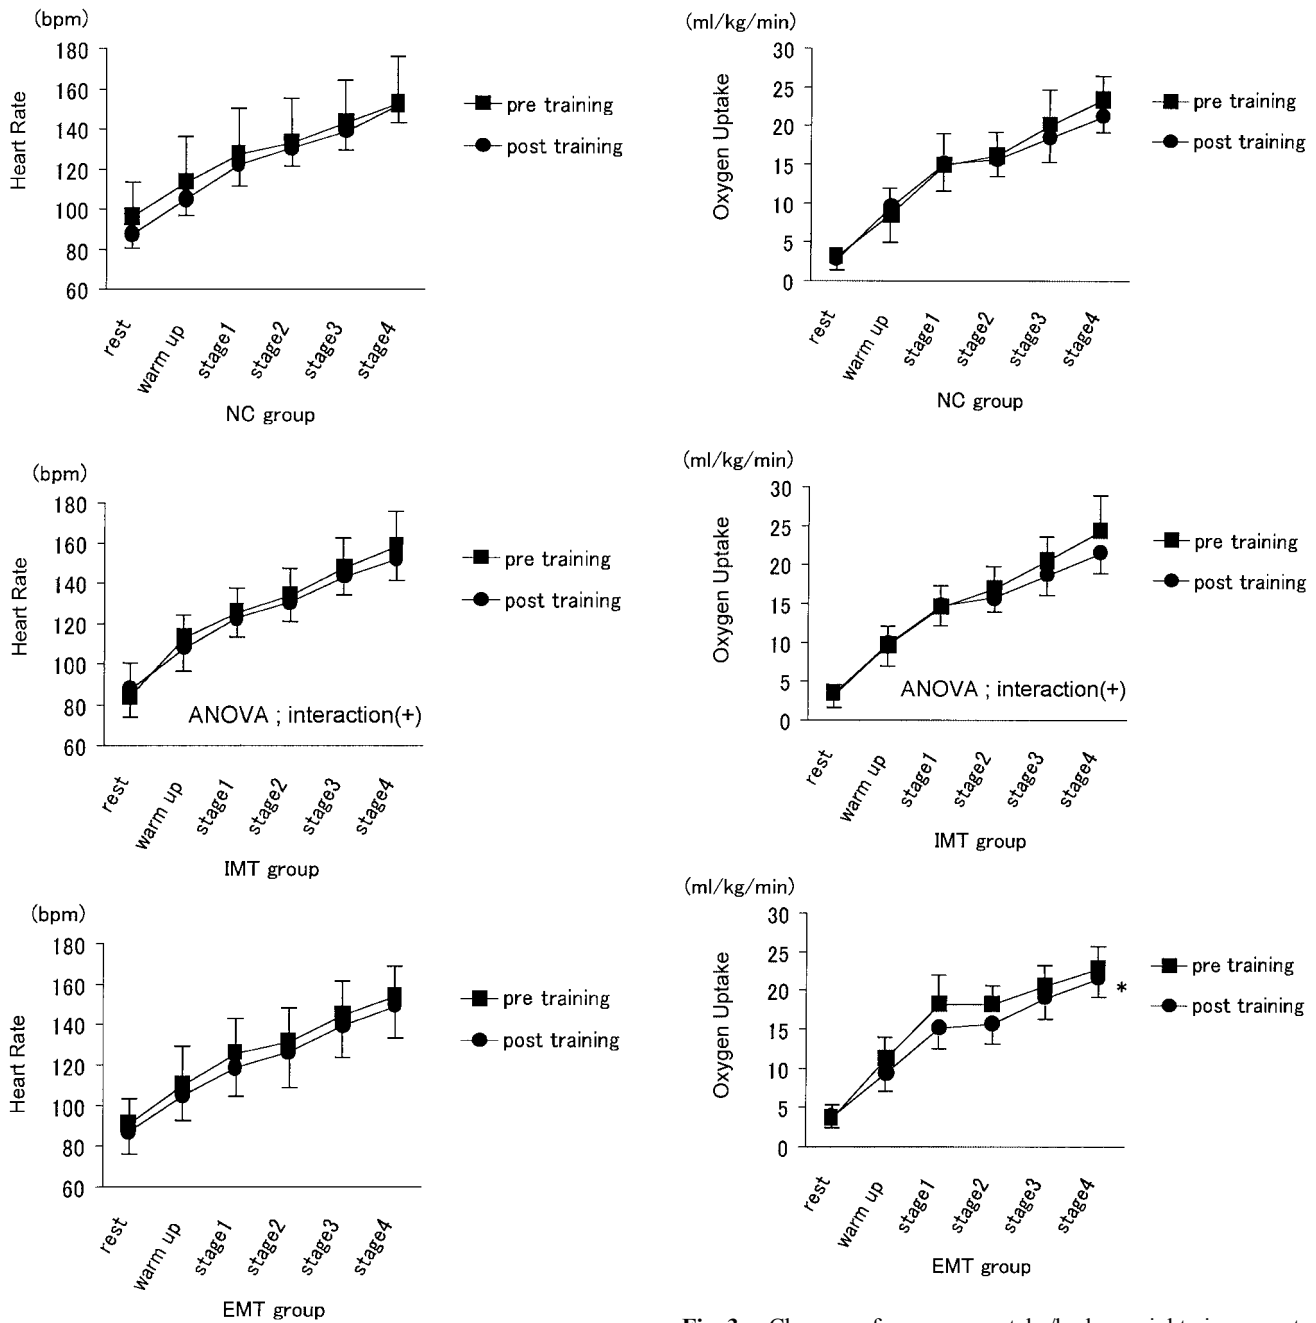 (bpm)
180
160
140
120
100
80
60
Heart Rate
pre training
post training
rest
warm up
stage1
stage2
stage3
stage4
NC group
(ml/kg/min)
30
25
20
15
10
5
0
Oxygen Uptake
pre training
post training
rest
warm up
stage1
stage2
stage3
stage4
NC group
(bpm)
180
160
140
120
100
80
60
Heart Rate
pre training
post training
ANOVA ; interaction(+)
rest
warm up
stage1
stage2
stage3
stage4
IMT group
(ml/kg/min)
30
25
20
15
10
5
0
Oxygen Uptake
pre training
post training
ANOVA ; interaction(+)
rest
warm up
stage1
stage2
stage3
stage4
IMT group
(bpm)
180
160
140
120
100
80
60
Heart Rate
pre training
post training
rest
warm up
stage1
stage2
stage3
stage4
EMT group
(ml/kg/min)
30
25
20
15
10
5
0
Oxygen Uptake
pre training
post training
*
rest
warm up
stage1
stage2
stage3
stage4
EMT group